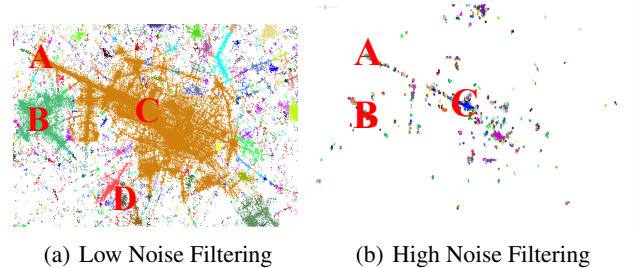 A A
B B
C C
D
(a) Low Noise Filtering (b) High Noise Filtering